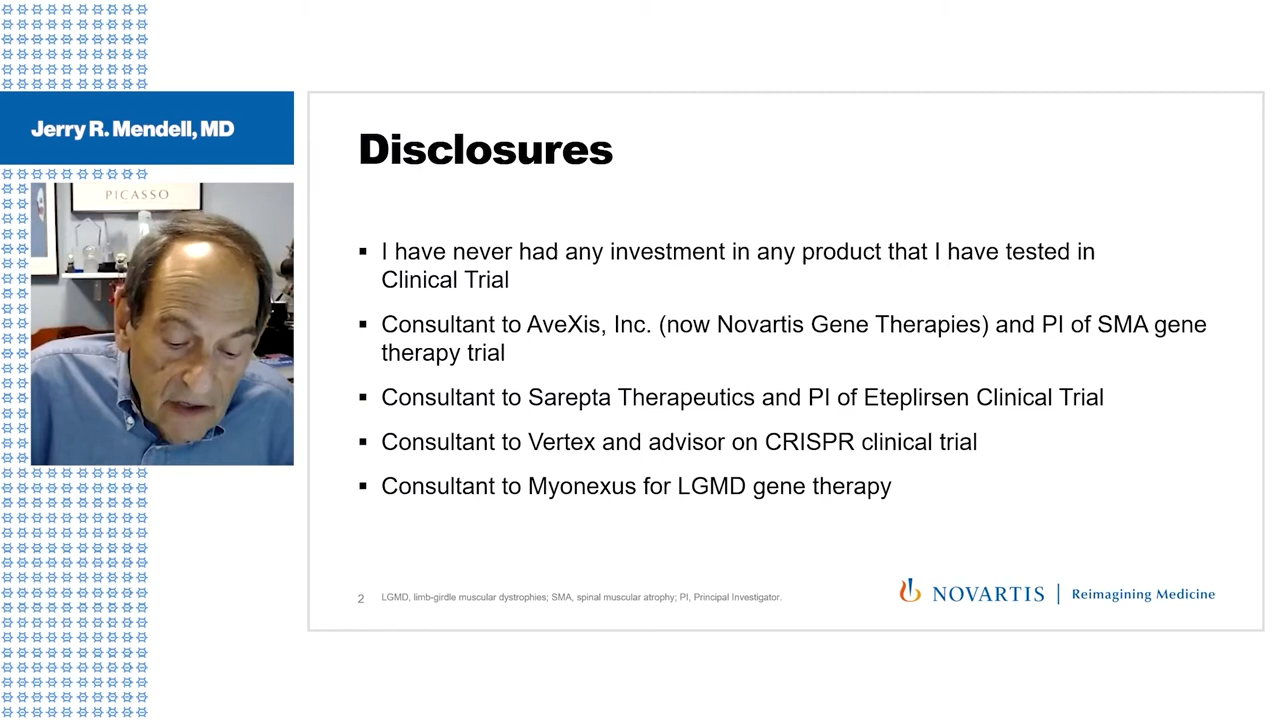 Jerry R. Mendell, MD
PICASSO
Disclosures
▪ I have never had any investment in any product that I have tested in
Clinical Trial
▪ Consultant to AveXis, Inc. (now Novartis Gene Therapies) and PI of SMA gene
therapy trial
▪ Consultant to Sarepta Therapeutics and PI of Eteplirsen Clinical Trial
▪ Consultant to Vertex and advisor on CRISPR clinical trial
▪ Consultant to Myonexus for LGMD gene therapy
2 LGMD, limb-girdle muscular dystrophies; SMA, spinal muscular atrophy; PI, Principal Investigator.
NOVARTIS | Reimagining Medicine